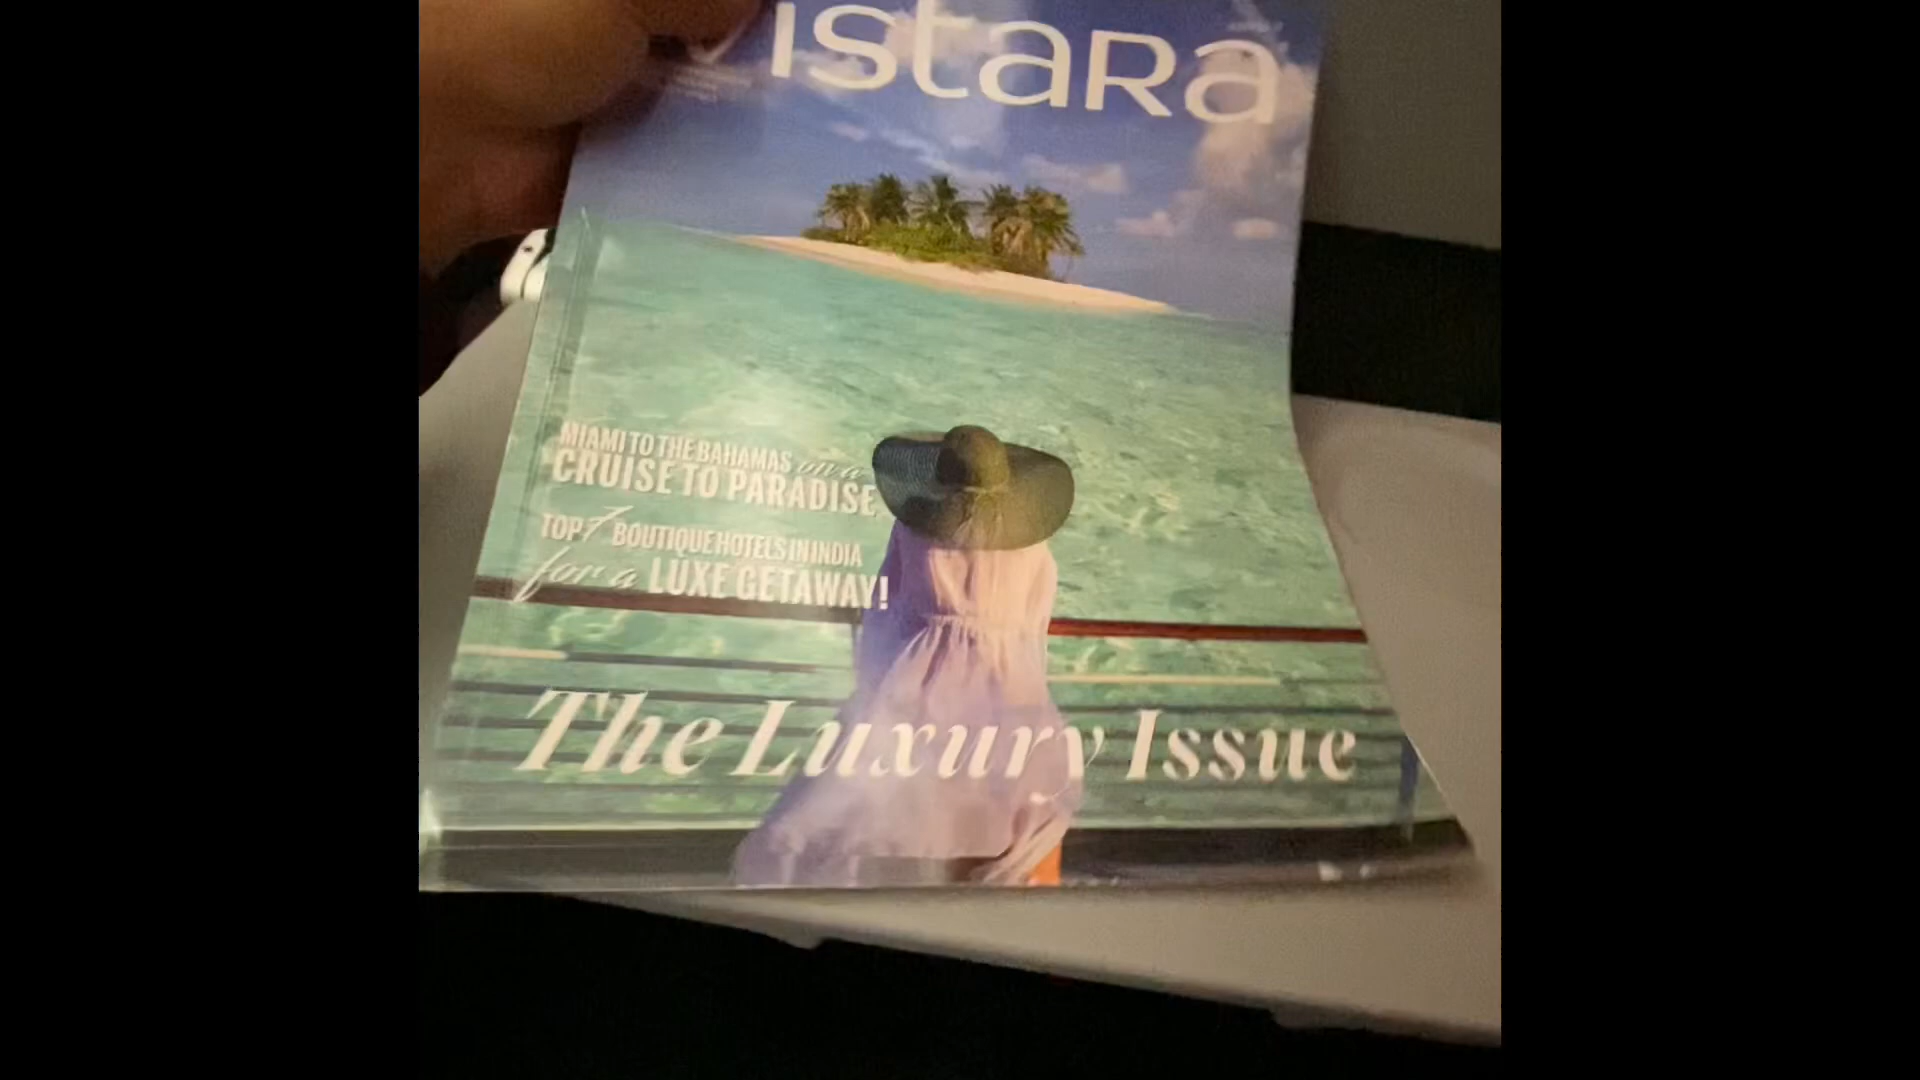 istaRa
MIAMI TO THE BAHAMAS on a
CRUISE TO PARADISE
TOP 7 BOUTIQUE HOTELS IN INDIA
for a LUXE GETAWAY!
The Luxury Issue